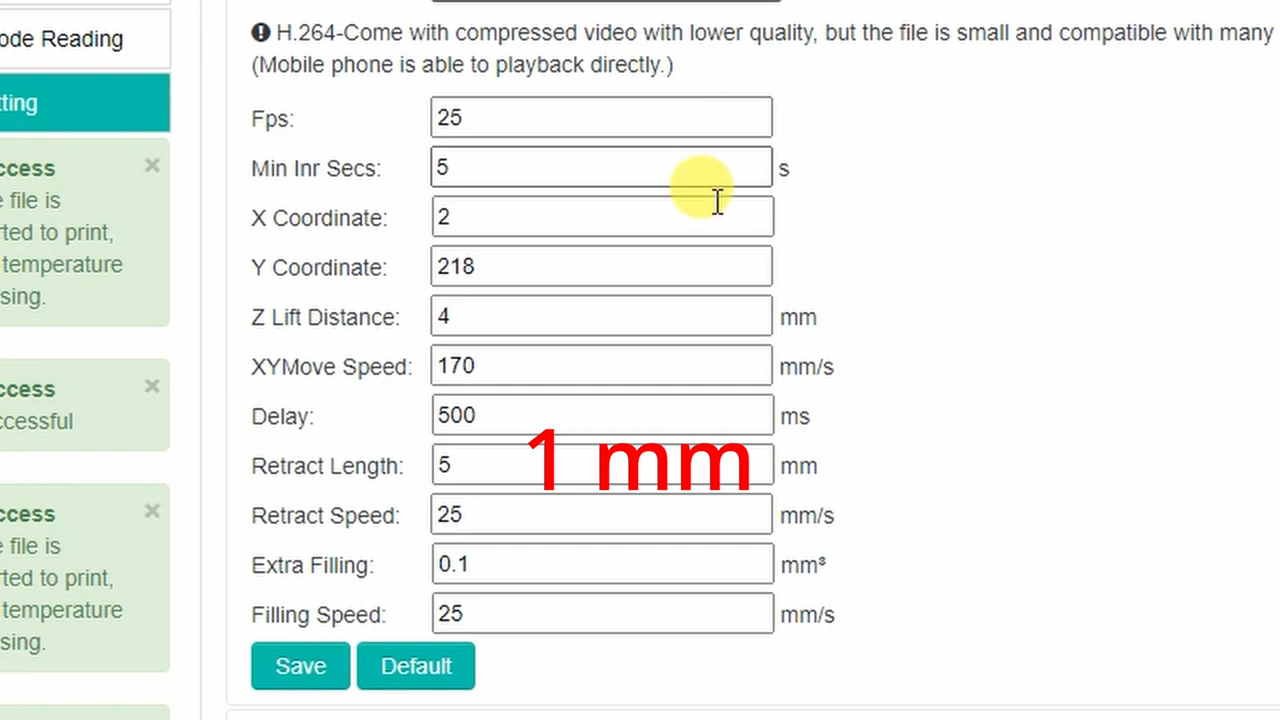 ode Reading
tting
ccess
e file is
rted to print,
temperature
sing.
ccess
ccessful
ccess
e file is
rted to print,
temperature
sing.
H.264-Come with compressed video with lower quality, but the file is small and compatible with many
(Mobile phone is able to playback directly.)
Fps: 25
Min Inr Secs: 5 s
X Coordinate: 2
Y Coordinate: 218
Z Lift Distance: 4 mm
XYMove Speed: 170 mm/s
Delay: 500 ms
1 mm
Retract Length: 5 mm
Retract Speed: 25 mm/s
Extra Filling: 0.1 mm³
Filling Speed: 25 mm/s
Save Default